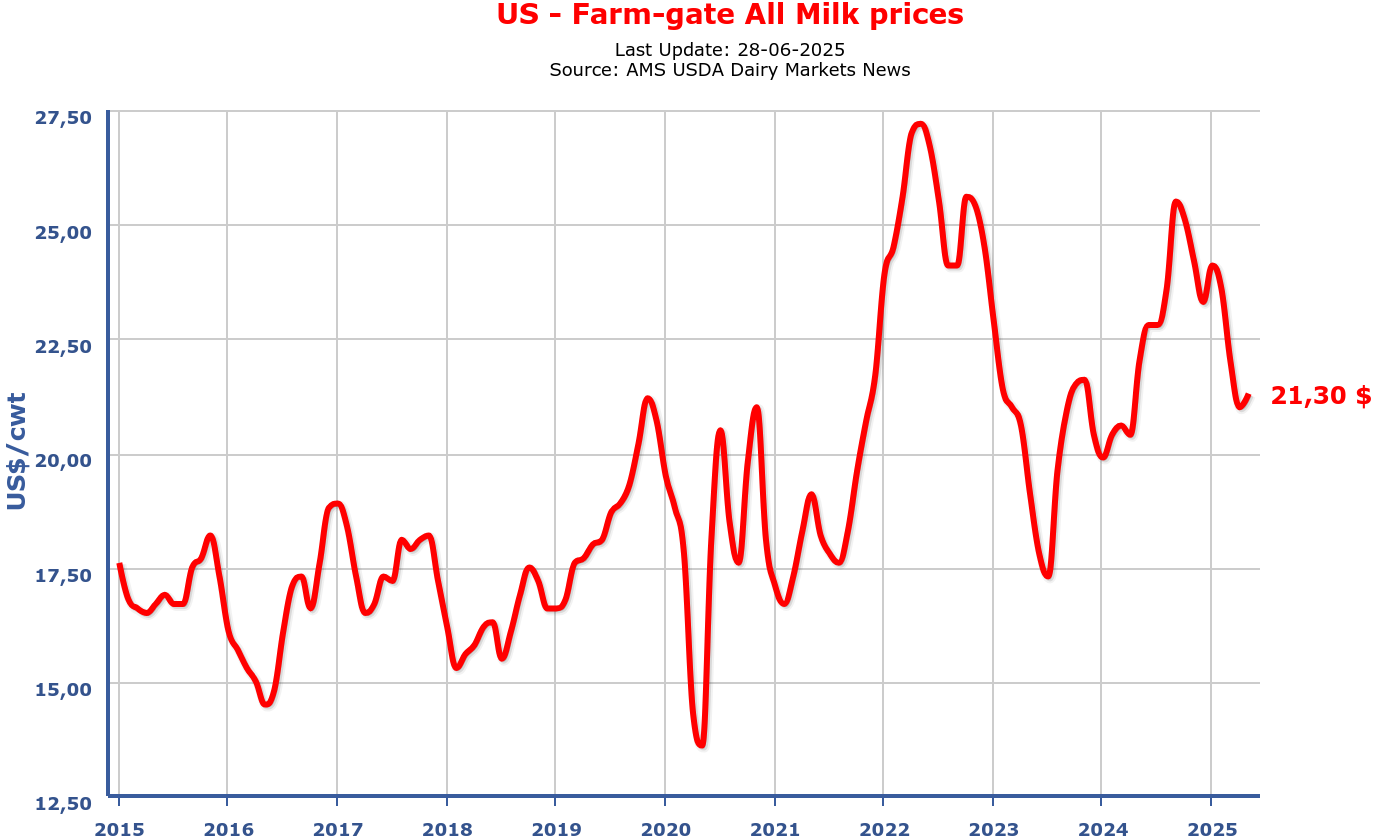 US – Farm-gate All Milk prices
Last Update: 28-06-2025
Source: AMS USDA Dairy Markets News
27,50
25,00
22,50
20,00
17,50
15,00
12,50
US$/cwt
21,30 $
2015 2016 2017 2018 2019 2020 2021 2022 2023 2024 2025